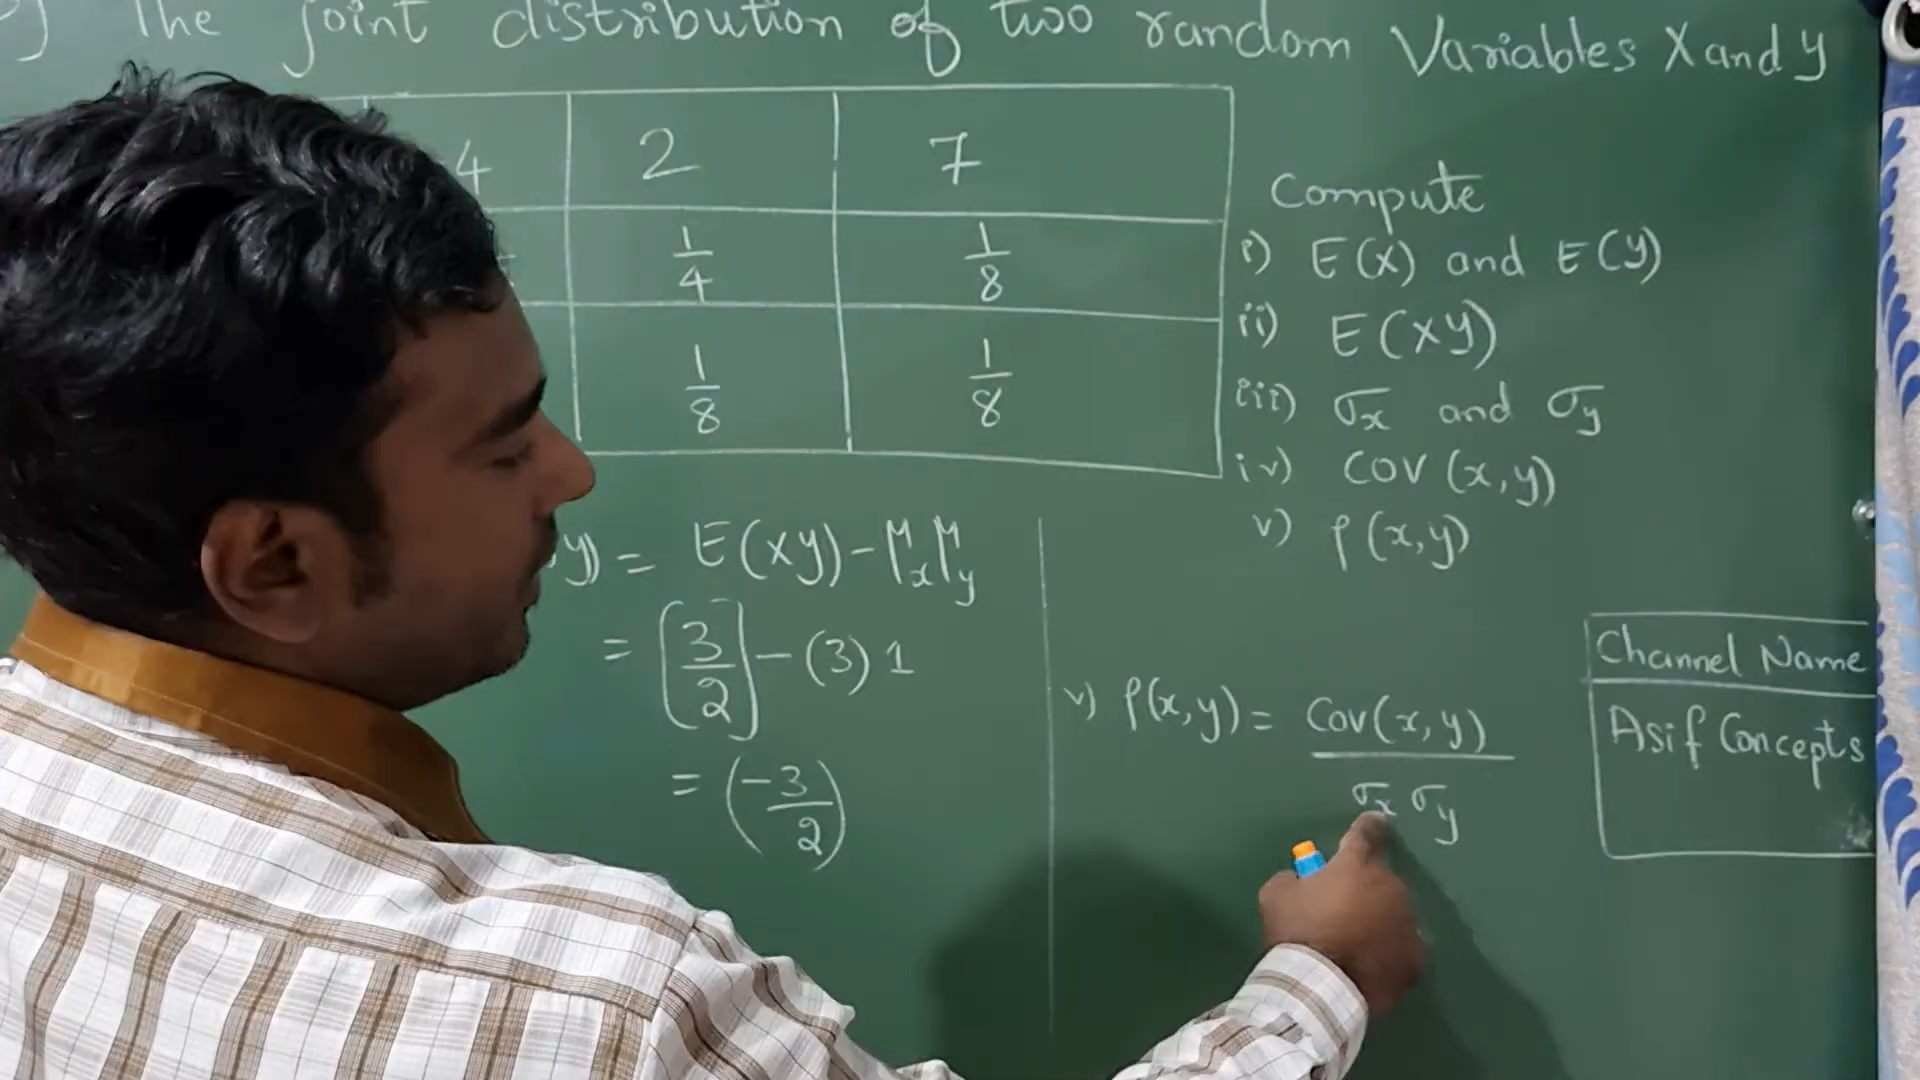 ) The joint distribution of two random Variables X and y
4 2 7
1/4 1/8
1/8 1/8
Compute
i) E(X) and E(y)
ii) E(Xy)
iii) σx and σy
iv) COV (x,y)
v) ρ(x,y)
y) = E(xy) - μx μy
= [3/2] - (3) 1
= (-3/2)
v) ρ(x,y) = Cov(x,y) / σx σy
Channel Name
Asif Concepts